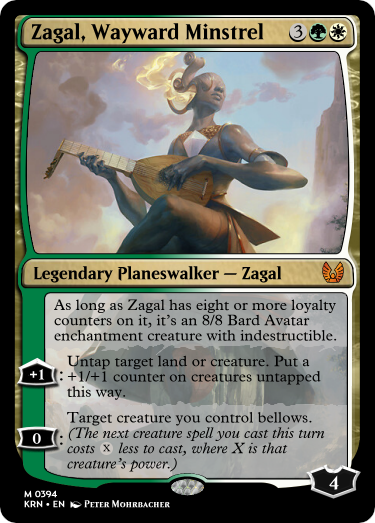 Zagal, Wayward Minstrel 3
Legendary Planeswalker — Zagal
As long as Zagal has eight or more loyalty
counters on it, it's an 8/8 Bard Avatar
enchantment creature with indestructible.
+1: Untap target land or creature. Put a
+1/+1 counter on creatures untapped
this way.
0: Target creature you control bellows.
(The next creature spell you cast this turn
costs X less to cast, where X is that
creature's power.)
4
M 0394
KRN • EN Peter Mohrbacher